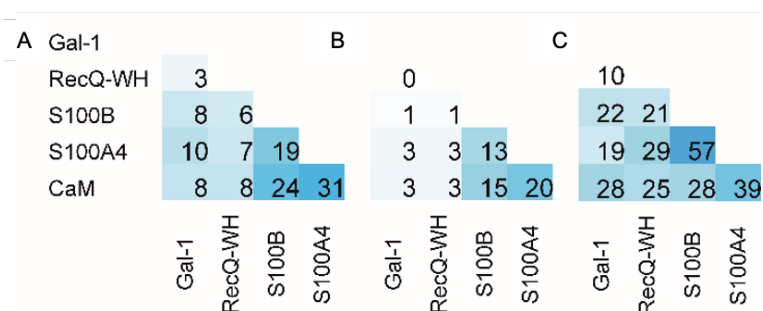 A Gal-1 B C
RecQ-WH 3 0 10
S100B 8 6 1 1 22 21
S100A4 10 7 19 3 3 13 19 29 57
CaM 8 8 24 31 3 3 15 20 28 25 28 39
Gal-1 RecQ-WH S100B S100A4 Gal-1 RecQ-WH S100B S100A4 Gal-1 RecQ-WH S100B S100A4